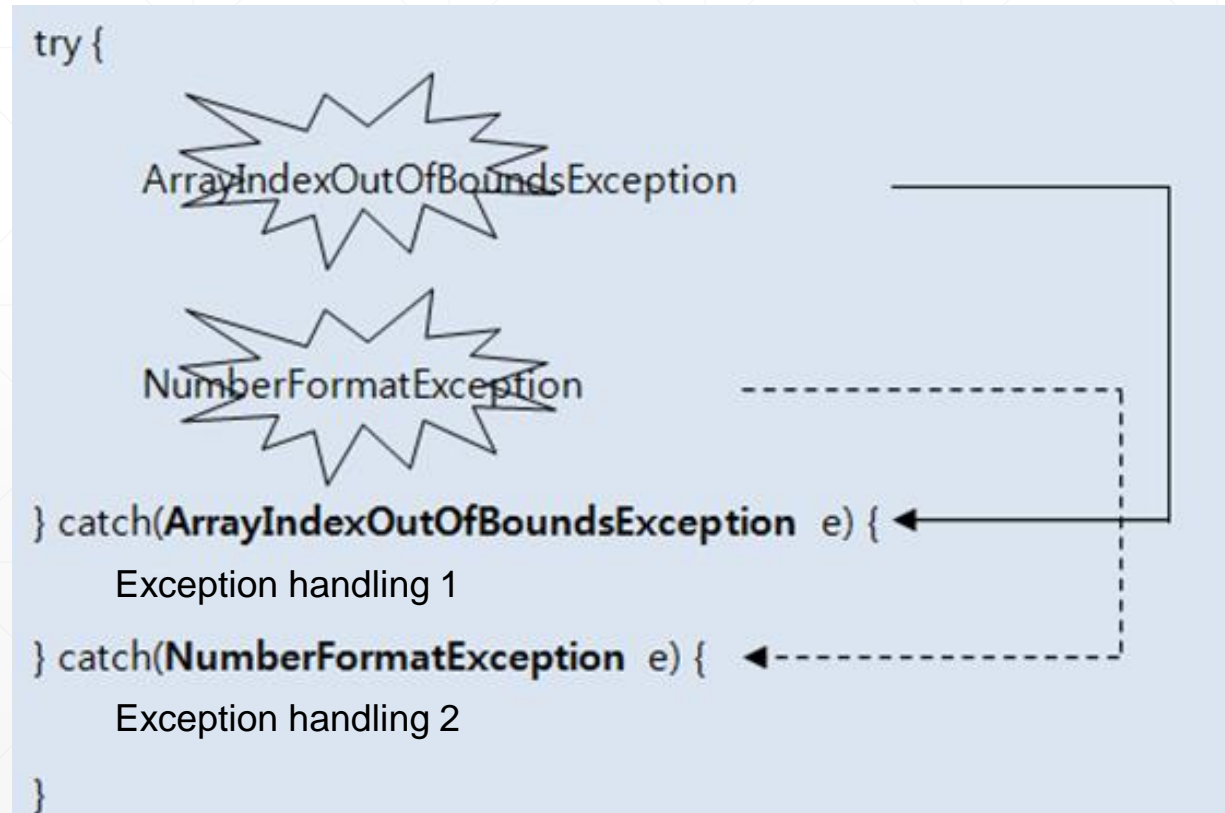 try {
ArrayIndexOutOfBoundsException
NumberFormatException
} catch(ArrayIndexOutOfBoundsException e) {
Exception handling 1
} catch(NumberFormatException e) {
Exception handling 2
}